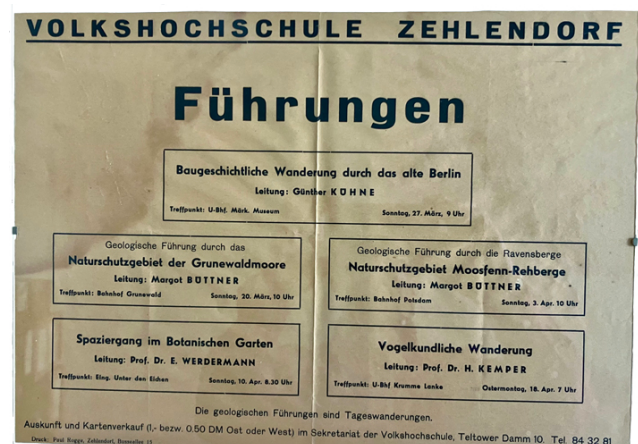 VOLKSHOCHSCHULE ZEHLENDORF
Führungen
Baugeschichtliche Wanderung durch das alte Berlin
Leitung: Günther KÜHNE
Treffpunkt: U-Bhf. Märk. Museum Sonntag, 27. März, 9 Uhr
Geologische Führung durch das
Naturschutzgebiet der Grunewaldmoore
Leitung: Margot BÜTTNER
Treffpunkt: Bahnhof Grunewald Sonntag, 20. März, 10 Uhr
Geologische Führung durch die Ravensberge
Naturschutzgebiet Moosfenn-Rehberge
Leitung: Margot BÜTTNER
Treffpunkt: Bahnhof Potsdam Sonntag, 3. Apr. 10 Uhr
Spaziergang im Botanischen Garten
Leitung: Prof. Dr. E. WERDERMANN
Treffpunkt: Eing. Unter den Eichen Sonntag, 10. Apr. 8.30 Uhr
Vogelkundliche Wanderung
Leitung: Prof. Dr. H. KEMPER
Treffpunkt: U-Bhf Krumme Lanke Ostermontag, 18. Apr. 7 Uhr
Die geologischen Führungen sind Tageswanderungen.
Auskunft und Kartenverkauf (1,- bezw. 0.50 DM Ost oder West) im Sekretariat der Volkshochschule, Teltower Damm 10. Tel. 84 32 81
Druck: Paul Rogge, Zehlendorf,